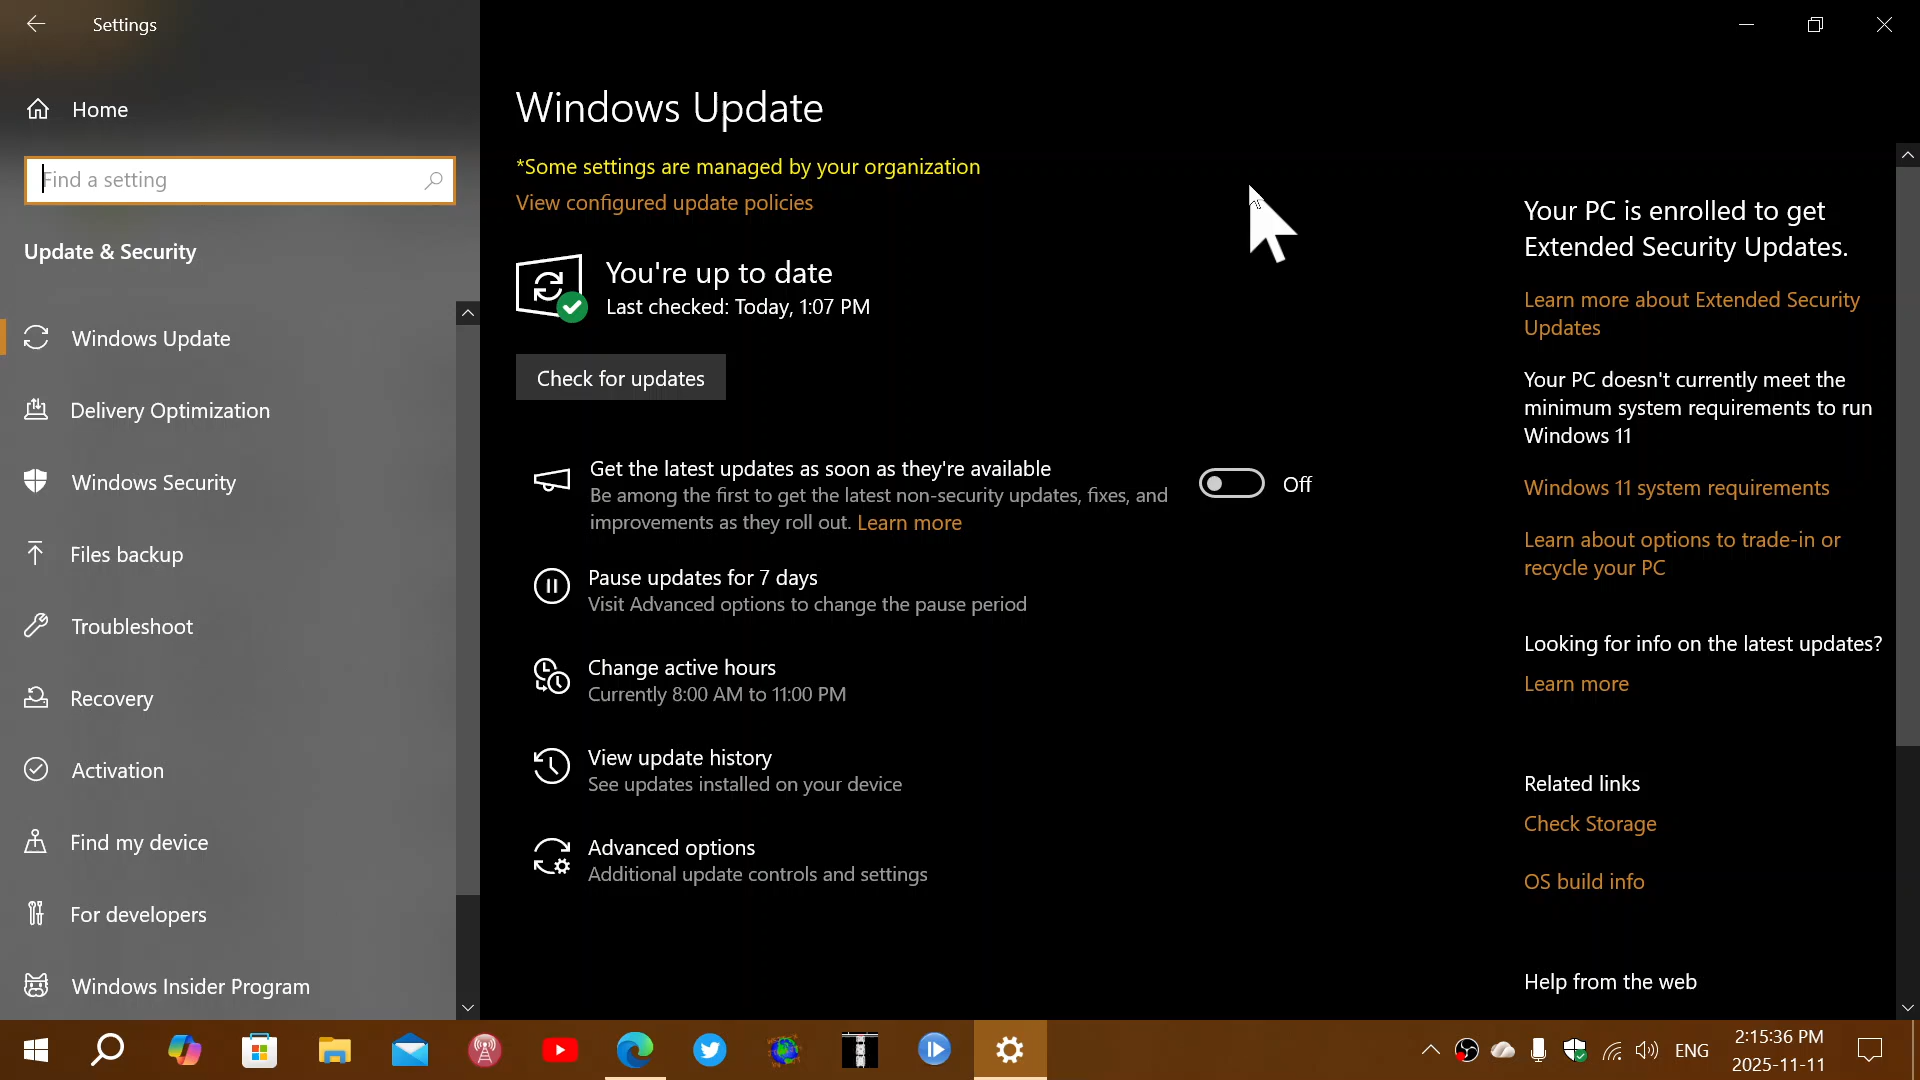 Settings
Home
Find a setting
Update & Security
Windows Update
Delivery Optimization
Windows Security
Files backup
Troubleshoot
Recovery
Activation
Find my device
For developers
Windows Insider Program
Windows Update
*Some settings are managed by your organization
View configured update policies
You're up to date
Last checked: Today, 1:07 PM
Check for updates
Get the latest updates as soon as they're available
Be among the first to get the latest non-security updates, fixes, and
improvements as they roll out. Learn more
Off
Pause updates for 7 days
Visit Advanced options to change the pause period
Change active hours
Currently 8:00 AM to 11:00 PM
View update history
See updates installed on your device
Advanced options
Additional update controls and settings
Your PC is enrolled to get
Extended Security Updates.
Learn more about Extended Security
Updates
Your PC doesn't currently meet the
minimum system requirements to run
Windows 11
Windows 11 system requirements
Learn about options to trade-in or
recycle your PC
Looking for info on the latest updates?
Learn more
Related links
Check Storage
OS build info
Help from the web
ENG
2:15:36 PM
2025-11-11